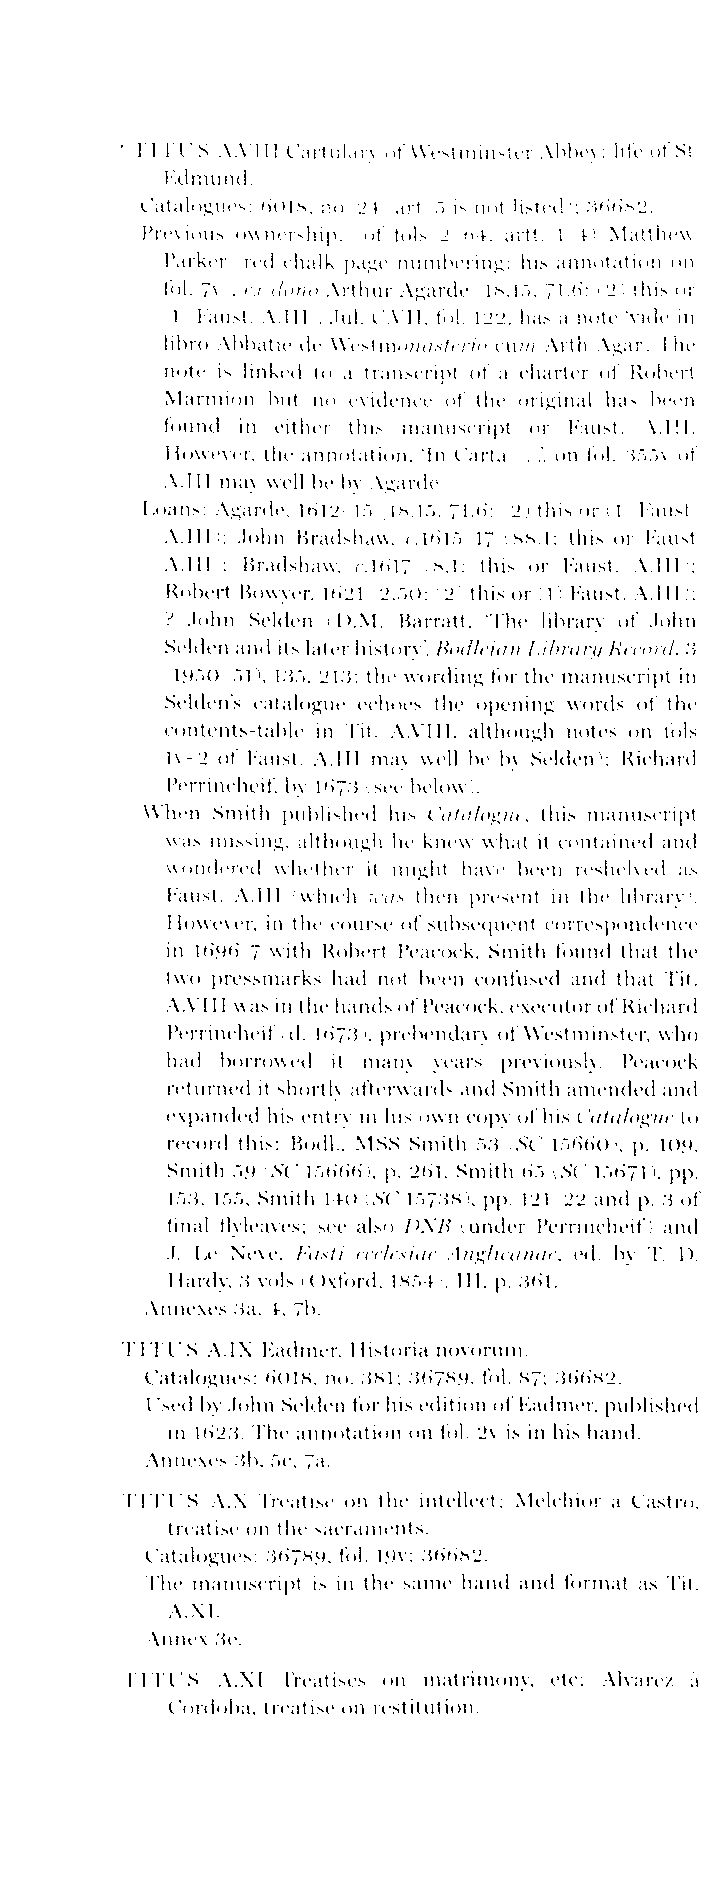 TITUS A.VIII Cartulary of Westminster Abbey; life of St
Edmund.
Catalogues: 6018, no. 24 (art. 5 is not listed); 36682.
Previous ownership: (of fols 2–64, artt. 1–4) Matthew
Parker (red chalk page numbering; his annotation on
fol. 7v), ex dono Arthur Agarde (48.45, 71.6: (2) this or
(1) Faust. A.III). Jul. C.VII, fol. 122, has a note 'vide in
libro Abbatie de Westmonasterio cum Arth Agar'. The
note is linked to a transcript of a charter of Robert
Marmion but no evidence of the original has been
found in either this manuscript or Faust. A.III.
However, the annotation, 'In Carta . . .', on fol. 355v of
A.III may well be by Agarde.
Loans: Agarde, 1612–15 (48.45, 71.6: (2) this or (1) Faust.
A.III); John Bradshaw, c.1615–17 (88.4: this or Faust.
A.III); Bradshaw, c.1617 (8.4: this or Faust. A.III);
Robert Bowyer, 1621 (2.50: (2) this or (1) Faust. A.III);
? John Selden (D.M. Barratt, 'The library of John
Selden and its later history', Bodleian Library Record, 3
(1950–51), 135, 213: the wording for the manuscript in
Selden's catalogue echoes the opening words of the
contents-table in Tit. A.VIII, although notes on fols
1v–2 of Faust. A.III may well be by Selden); Richard
Perrincheif, by 1673 (see below).
When Smith published his Catalogue, this manuscript
was missing, although he knew what it contained and
wondered whether it might have been reshelved as
Faust. A.III (which was then present in the library).
However, in the course of subsequent correspondence
in 1696–7 with Robert Peacock, Smith found that the
two pressmarks had not been confused and that Tit.
A.VIII was in the hands of Peacock, executor of Richard
Perrincheif (d. 1673), prebendary of Westminster, who
had borrowed it many years previously. Peacock
returned it shortly afterwards and Smith amended and
expanded his entry in his own copy of his Catalogue to
record this: Bodl., MSS Smith 53 (SC 15660), p. 109,
Smith 59 (SC 15666), p. 261, Smith 65 (SC 15671), pp.
153, 155, Smith 140 (SC 15738), pp. 121–22 and p. 3 of
final flyleaves; see also DNB (under Perrincheif) and
J. Le Neve, Fasti ecclesiae Anglicanae, ed. by T. D.
Hardy, 3 vols (Oxford, 1854), III, p. 361.
Annexes 3a, 4, 7b.
TITUS A.IX Eadmer, Historia novorum.
Catalogues: 6018, no. 381; 36789, fol. 87; 36682.
Used by John Selden for his edition of Eadmer, published
in 1623. The annotation on fol. 2v is in his hand.
Annexes 3b, 5c, 7a.
TITUS A.X Treatise on the intellect; Melchior a Castro,
treatise on the sacraments.
Catalogues: 36789, fol. 19v; 36682.
The manuscript is in the same hand and format as Tit.
A.XI.
Annex 3e.
TITUS A.XI Treatises on matrimony, etc; Alvarez à
Cordoba, treatise on restitution.